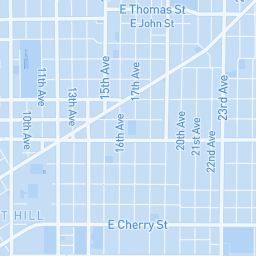 E Thomas St
E John St
11th Ave
15th Ave
17th Ave
10th Ave
13th Ave
16th Ave
20th Ave
21st Ave
22nd Ave
23rd Ave
T HILL
E Cherry St